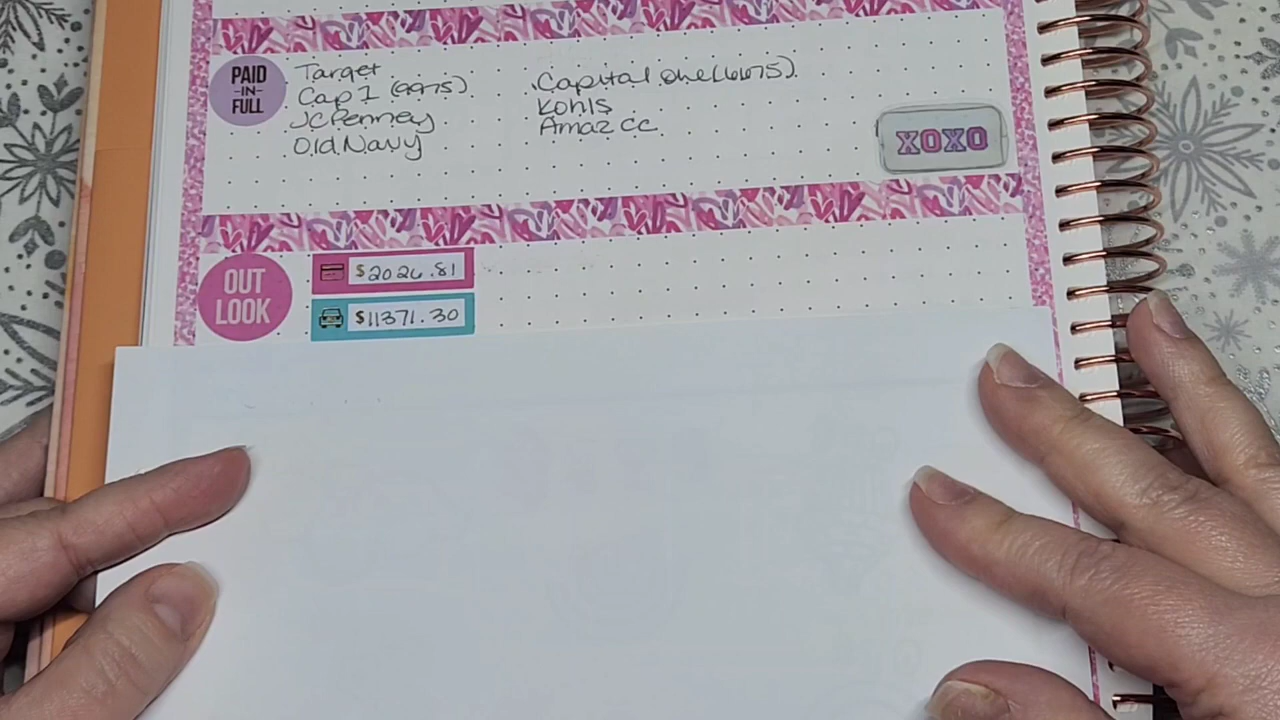 PAID
-IN-
FULL
Target
Cap 1 (9975)
JCPenney
Old Navy
Capital One (6675)
Kohls
Amaz CC
XOXO
OUT
LOOK
$2026.81
$11371.30